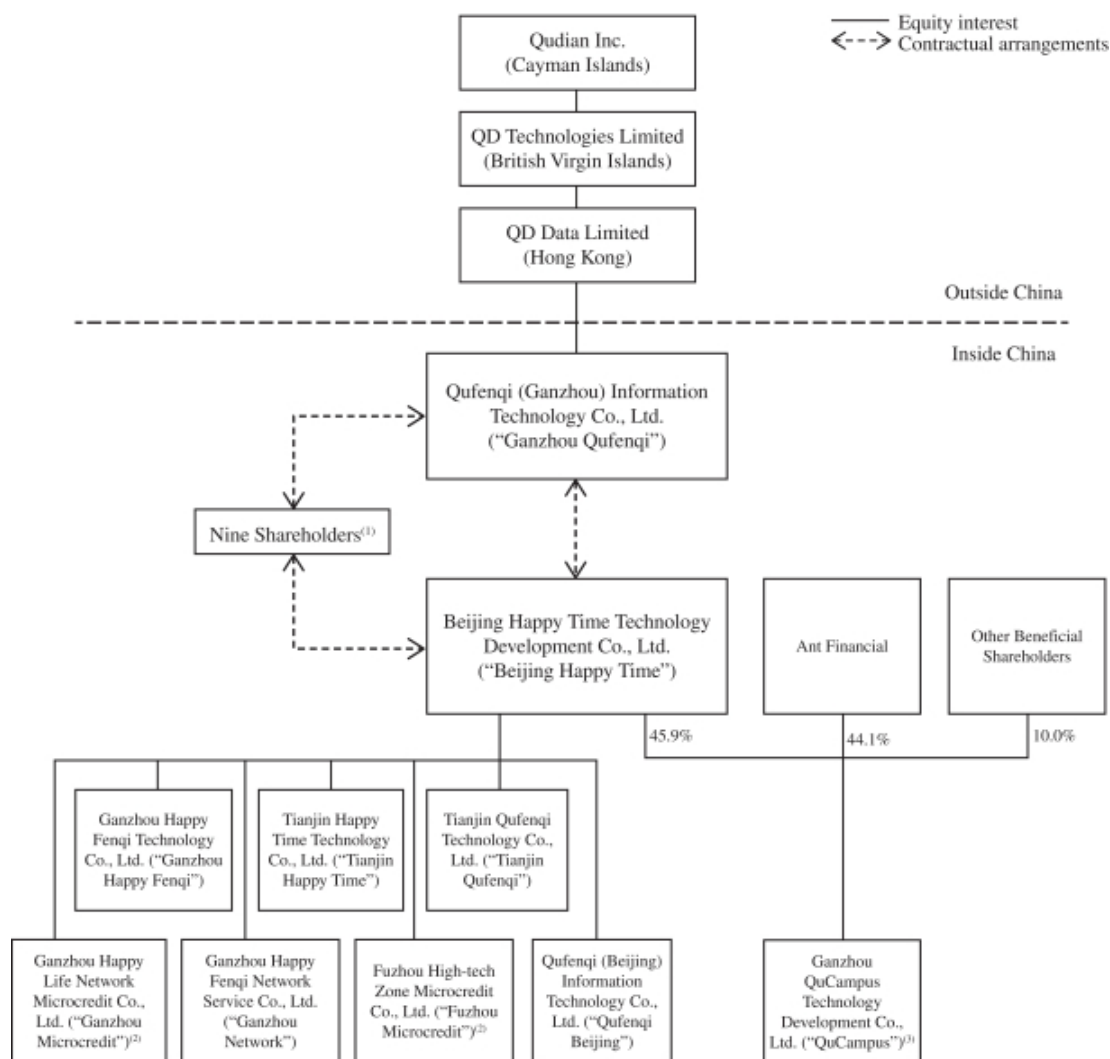 Qudian Inc.
(Cayman Islands)
Equity interest
Contractual arrangements
QD Technologies Limited
(British Virgin Islands)
QD Data Limited
(Hong Kong)
Outside China
Inside China
Qufenqi (Ganzhou) Information
Technology Co., Ltd.
(“Ganzhou Qufenqi”)
Nine Shareholders(1)
Beijing Happy Time Technology
Development Co., Ltd.
(“Beijing Happy Time”)
Ant Financial
Other Beneficial
Shareholders
45.9%
44.1%
10.0%
Ganzhou Happy
Fenqi Technology
Co., Ltd. (“Ganzhou
Happy Fenqi”)
Tianjin Happy
Time Technology
Co., Ltd. (“Tianjin
Happy Time”)
Tianjin Qufenqi
Technology Co.,
Ltd. (“Tianjin
Qufenqi”)
Ganzhou Happy
Life Network
Microcredit Co.,
Ltd. (“Ganzhou
Microcredit”)(2)
Ganzhou Happy
Fenqi Network
Service Co., Ltd.
(“Ganzhou
Network”)
Fuzhou High-tech
Zone Microcredit
Co., Ltd. (“Fuzhou
Microcredit”)(2)
Qufenqi (Beijing)
Information
Technology Co.,
Ltd. (“Qufenqi
Beijing”)
Ganzhou
QuCampus
Technology
Development Co.,
Ltd. (“QuCampus”)(3)